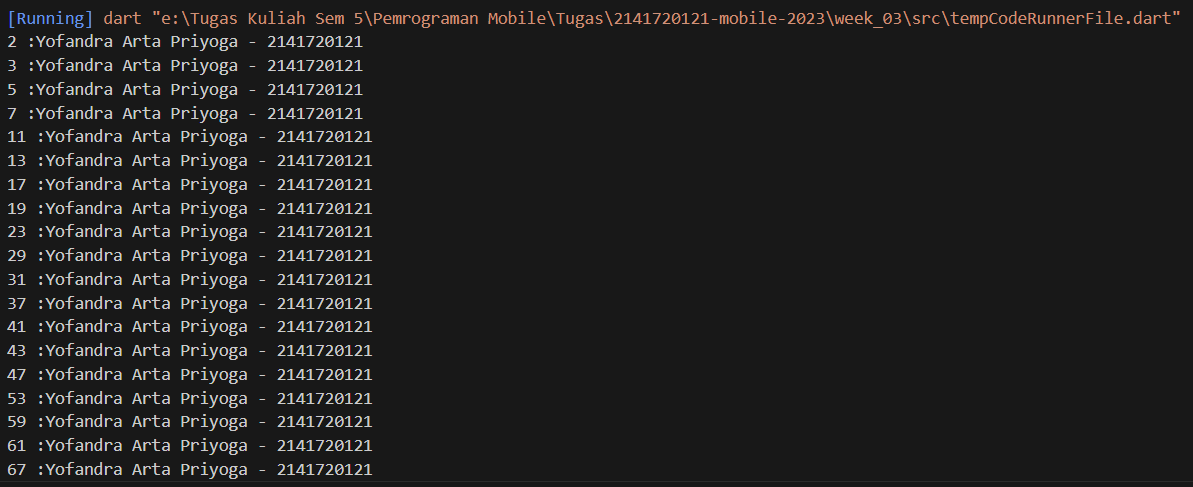 [Running] dart "e:\Tugas Kuliah Sem 5\Pemrograman Mobile\Tugas\2141720121-mobile-2023\week_03\src\tempCodeRunnerFile.dart"
2 :Yofandra Arta Priyoga - 2141720121
3 :Yofandra Arta Priyoga - 2141720121
5 :Yofandra Arta Priyoga - 2141720121
7 :Yofandra Arta Priyoga - 2141720121
11 :Yofandra Arta Priyoga - 2141720121
13 :Yofandra Arta Priyoga - 2141720121
17 :Yofandra Arta Priyoga - 2141720121
19 :Yofandra Arta Priyoga - 2141720121
23 :Yofandra Arta Priyoga - 2141720121
29 :Yofandra Arta Priyoga - 2141720121
31 :Yofandra Arta Priyoga - 2141720121
37 :Yofandra Arta Priyoga - 2141720121
41 :Yofandra Arta Priyoga - 2141720121
43 :Yofandra Arta Priyoga - 2141720121
47 :Yofandra Arta Priyoga - 2141720121
53 :Yofandra Arta Priyoga - 2141720121
59 :Yofandra Arta Priyoga - 2141720121
61 :Yofandra Arta Priyoga - 2141720121
67 :Yofandra Arta Priyoga - 2141720121